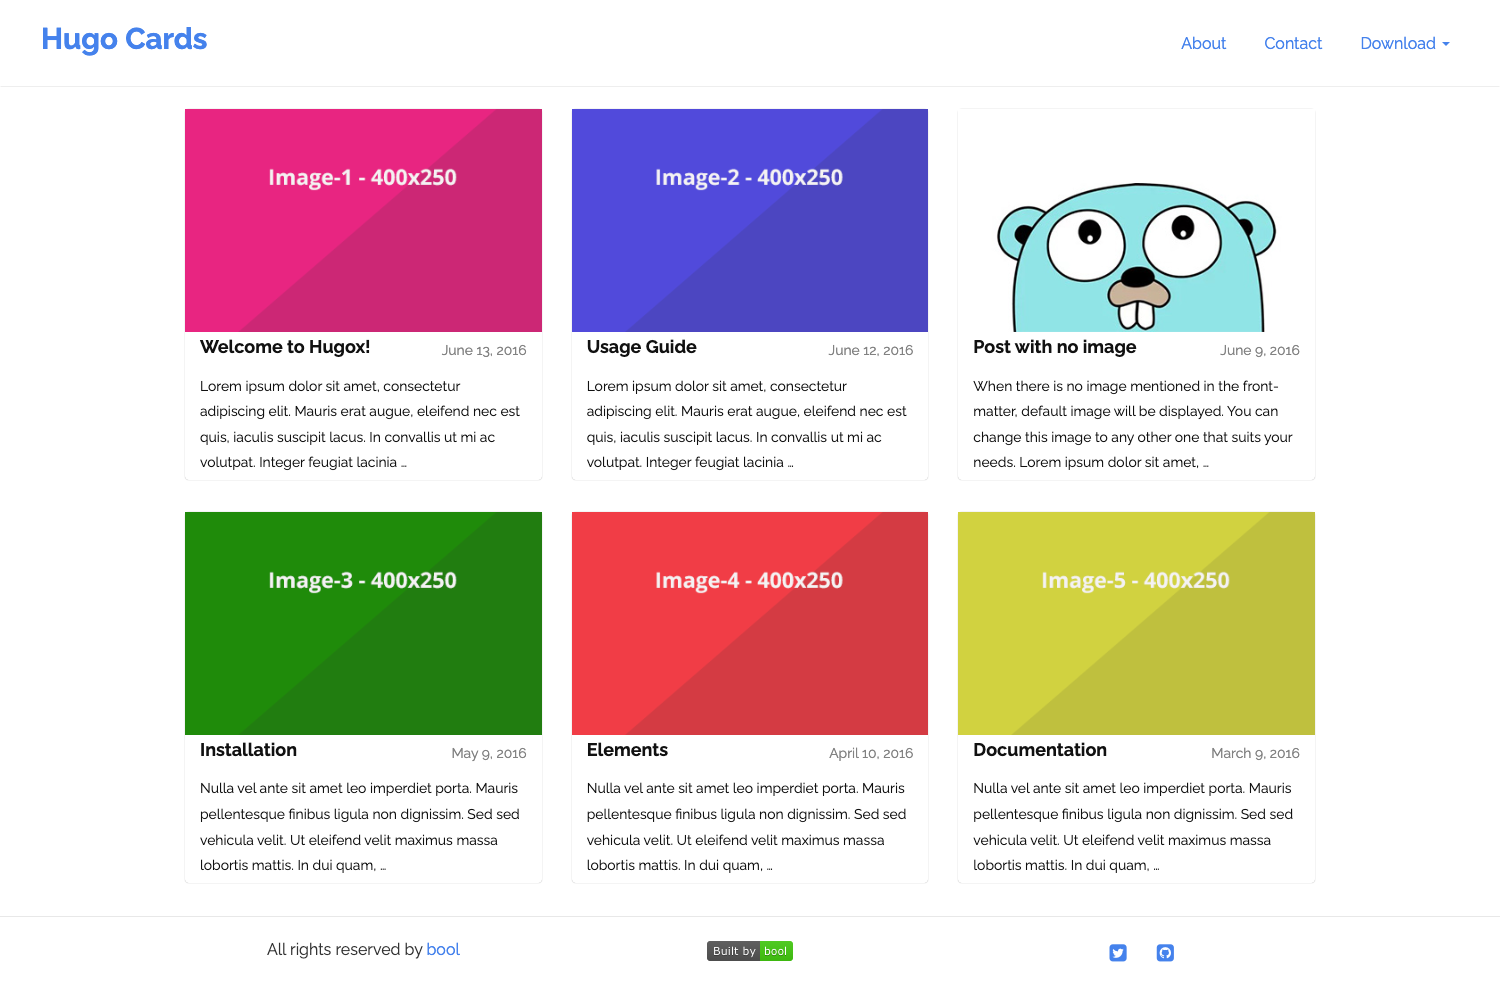 Hugo Cards
About
Contact
Download
Image-1 - 400x250
Welcome to Hugox!
June 13, 2016
Lorem ipsum dolor sit amet, consectetur
adipiscing elit. Mauris erat augue, eleifend nec est
quis, iaculis suscipit lacus. In convallis ut mi ac
volutpat. Integer feugiat lacinia ...
Image-2 - 400x250
Usage Guide
June 12, 2016
Lorem ipsum dolor sit amet, consectetur
adipiscing elit. Mauris erat augue, eleifend nec est
quis, iaculis suscipit lacus. In convallis ut mi ac
volutpat. Integer feugiat lacinia ...
Post with no image
June 9, 2016
When there is no image mentioned in the front-
matter, default image will be displayed. You can
change this image to any other one that suits your
needs. Lorem ipsum dolor sit amet, ...
Image-3 - 400x250
Installation
May 9, 2016
Nulla vel ante sit amet leo imperdiet porta. Mauris
pellentesque finibus ligula non dignissim. Sed sed
vehicula velit. Ut eleifend velit maximus massa
lobortis mattis. In dui quam, ...
Image-4 - 400x250
Elements
April 10, 2016
Nulla vel ante sit amet leo imperdiet porta. Mauris
pellentesque finibus ligula non dignissim. Sed sed
vehicula velit. Ut eleifend velit maximus massa
lobortis mattis. In dui quam, ...
Image-5 - 400x250
Documentation
March 9, 2016
Nulla vel ante sit amet leo imperdiet porta. Mauris
pellentesque finibus ligula non dignissim. Sed sed
vehicula velit. Ut eleifend velit maximus massa
lobortis mattis. In dui quam, ...
All rights reserved by bool
Built by bool